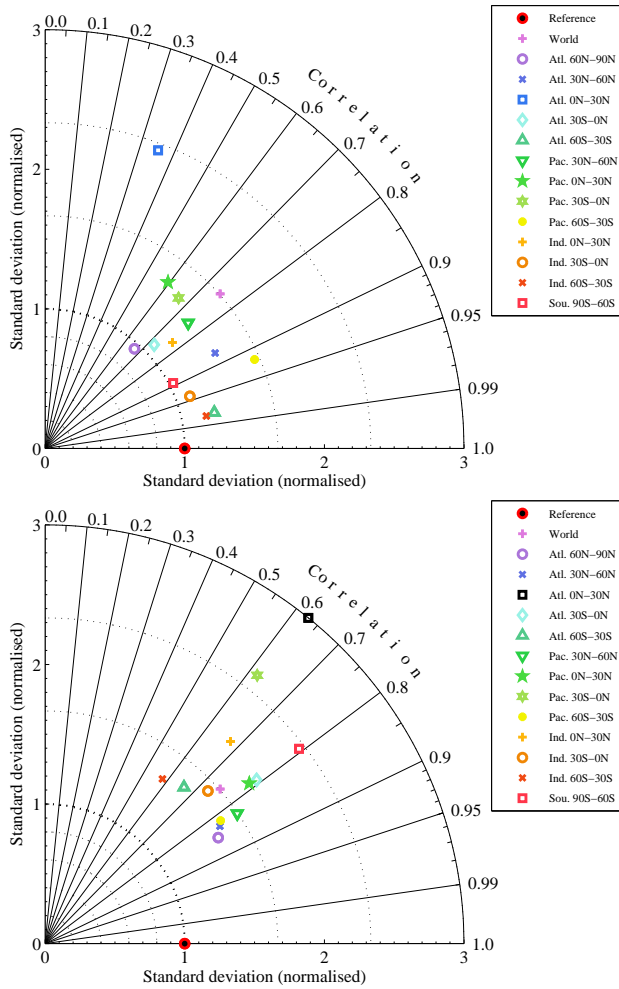 3
2
1
0
Standard deviation (normalised)
0.0
0.1
0.2
0.3
0.4
0.5
0.6
0.7
0.8
0.9
0.95
0.99
1.0
Correlation
0
1
2
3
Standard deviation (normalised)
Reference
World
Atl. 60N–90N
Atl. 30N–60N
Atl. 0N–30N
Atl. 30S–0N
Atl. 60S–30S
Pac. 30N–60N
Pac. 0N–30N
Pac. 30S–0N
Pac. 60S–30S
Ind. 0N–30N
Ind. 30S–0N
Ind. 60S–30S
Sou. 90S–60S
3
2
1
0
Standard deviation (normalised)
0.0
0.1
0.2
0.3
0.4
0.5
0.6
0.7
0.8
0.9
0.95
0.99
1.0
Correlation
0
1
2
3
Standard deviation (normalised)
Reference
World
Atl. 60N–90N
Atl. 30N–60N
Atl. 0N–30N
Atl. 30S–0N
Atl. 60S–30S
Pac. 30N–60N
Pac. 0N–30N
Pac. 30S–0N
Pac. 60S–30S
Ind. 0N–30N
Ind. 30S–0N
Ind. 60S–30S
Sou. 90S–60S